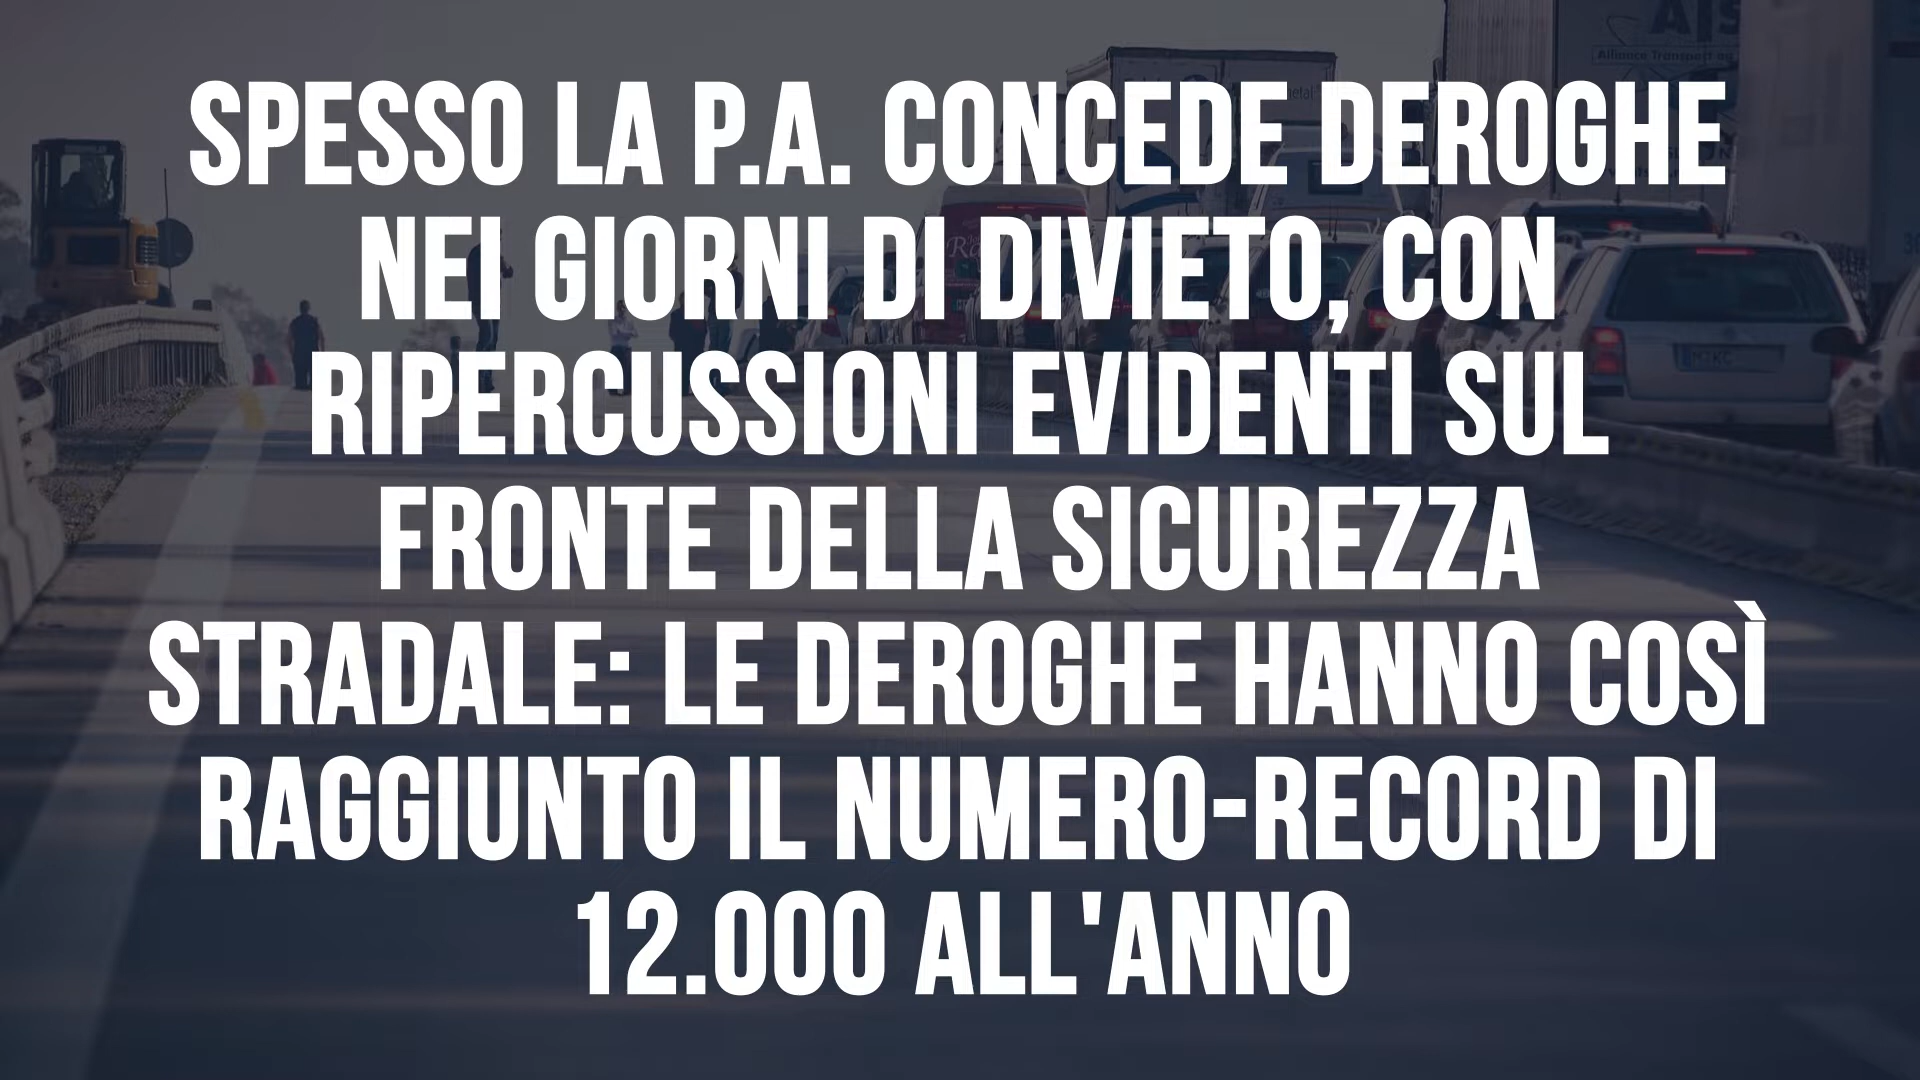 SPESSO LA P.A. CONCEDE DEROGHE
NEI GIORNI DI DIVIETO, CON
RIPERCUSSIONI EVIDENTI SUL
FRONTE DELLA SICUREZZA
STRADALE: LE DEROGHE HANNO COSÌ
RAGGIUNTO IL NUMERO-RECORD DI
12.000 ALL'ANNO